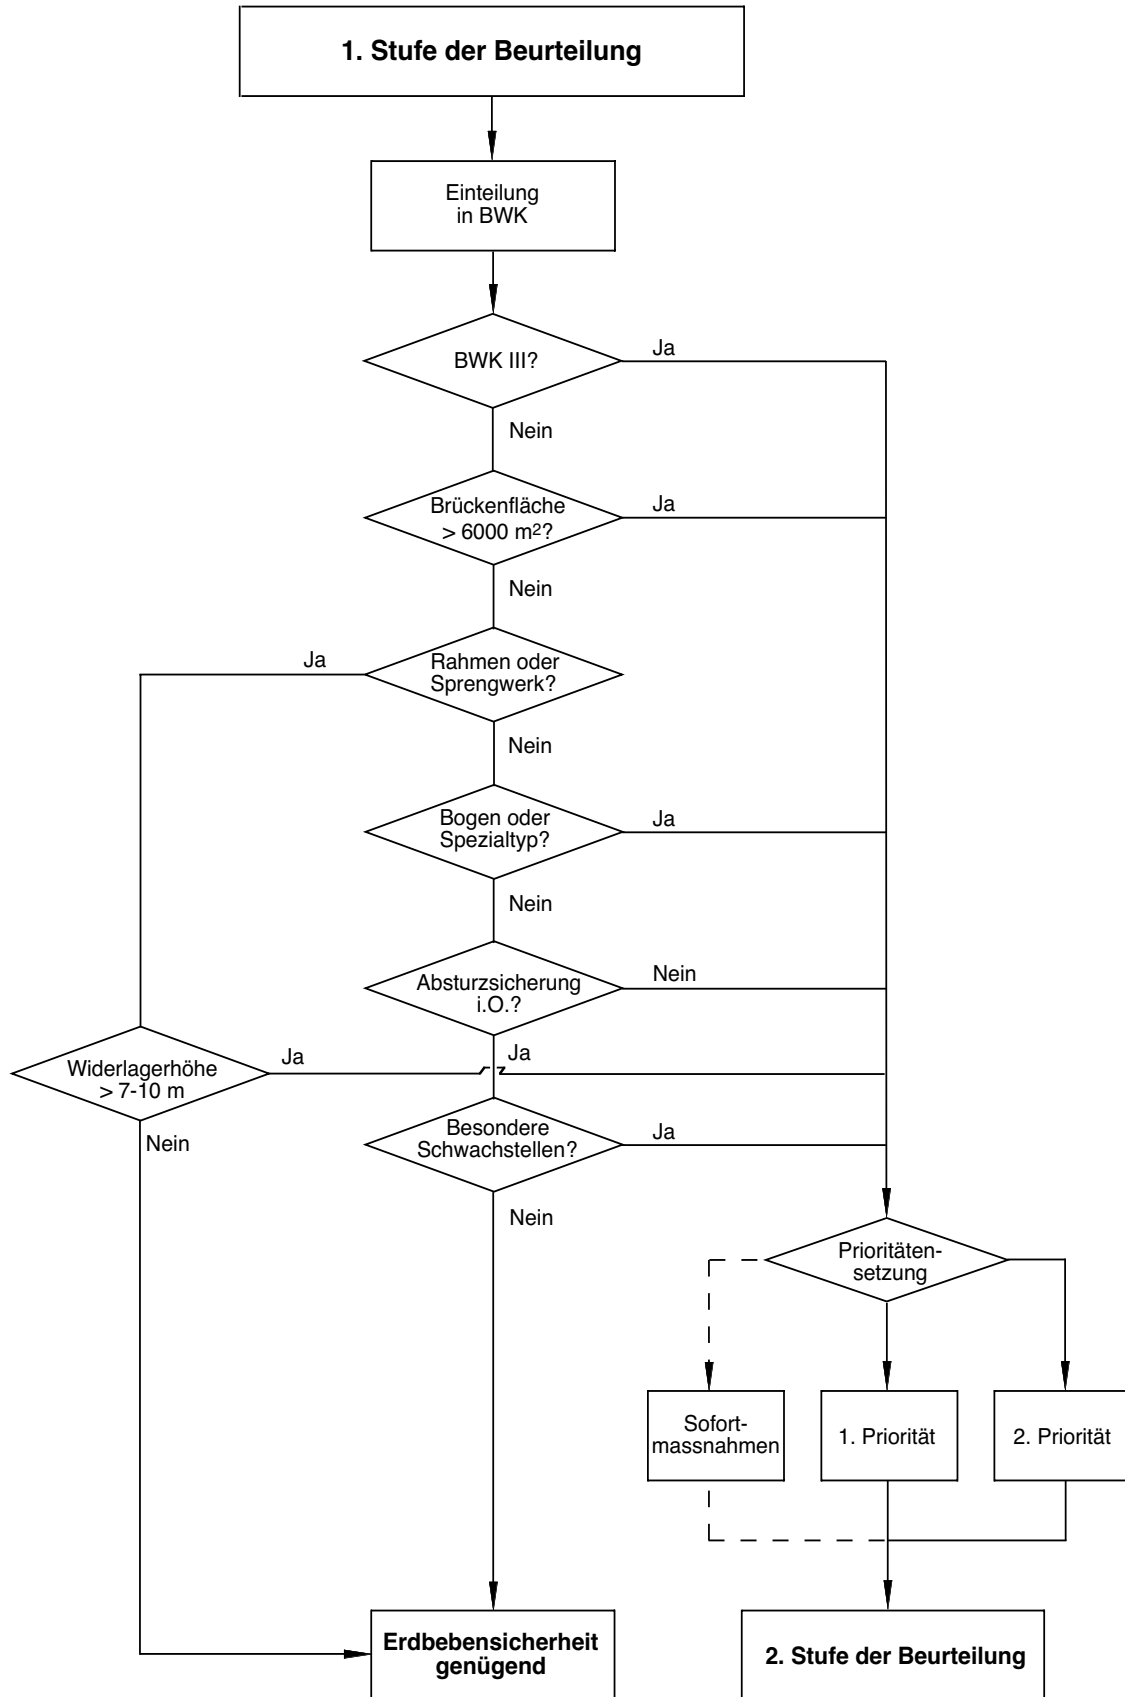 1. Stufe der Beurteilung
Einteilung
in BWK
BWK III?
Ja
Nein
Brückenfläche
> 6000 m²?
Ja
Nein
Rahmen oder
Sprengwerk?
Ja
Nein
Bogen oder
Spezialtyp?
Ja
Nein
Absturzsicherung
i.O.?
Nein
Ja
Widerlagerhöhe
> 7-10 m
Ja
Nein
Besondere
Schwachstellen?
Ja
Nein
Prioritäten-
setzung
Sofort-
massnahmen
1. Priorität
2. Priorität
Erdbebensicherheit
genügend
2. Stufe der Beurteilung